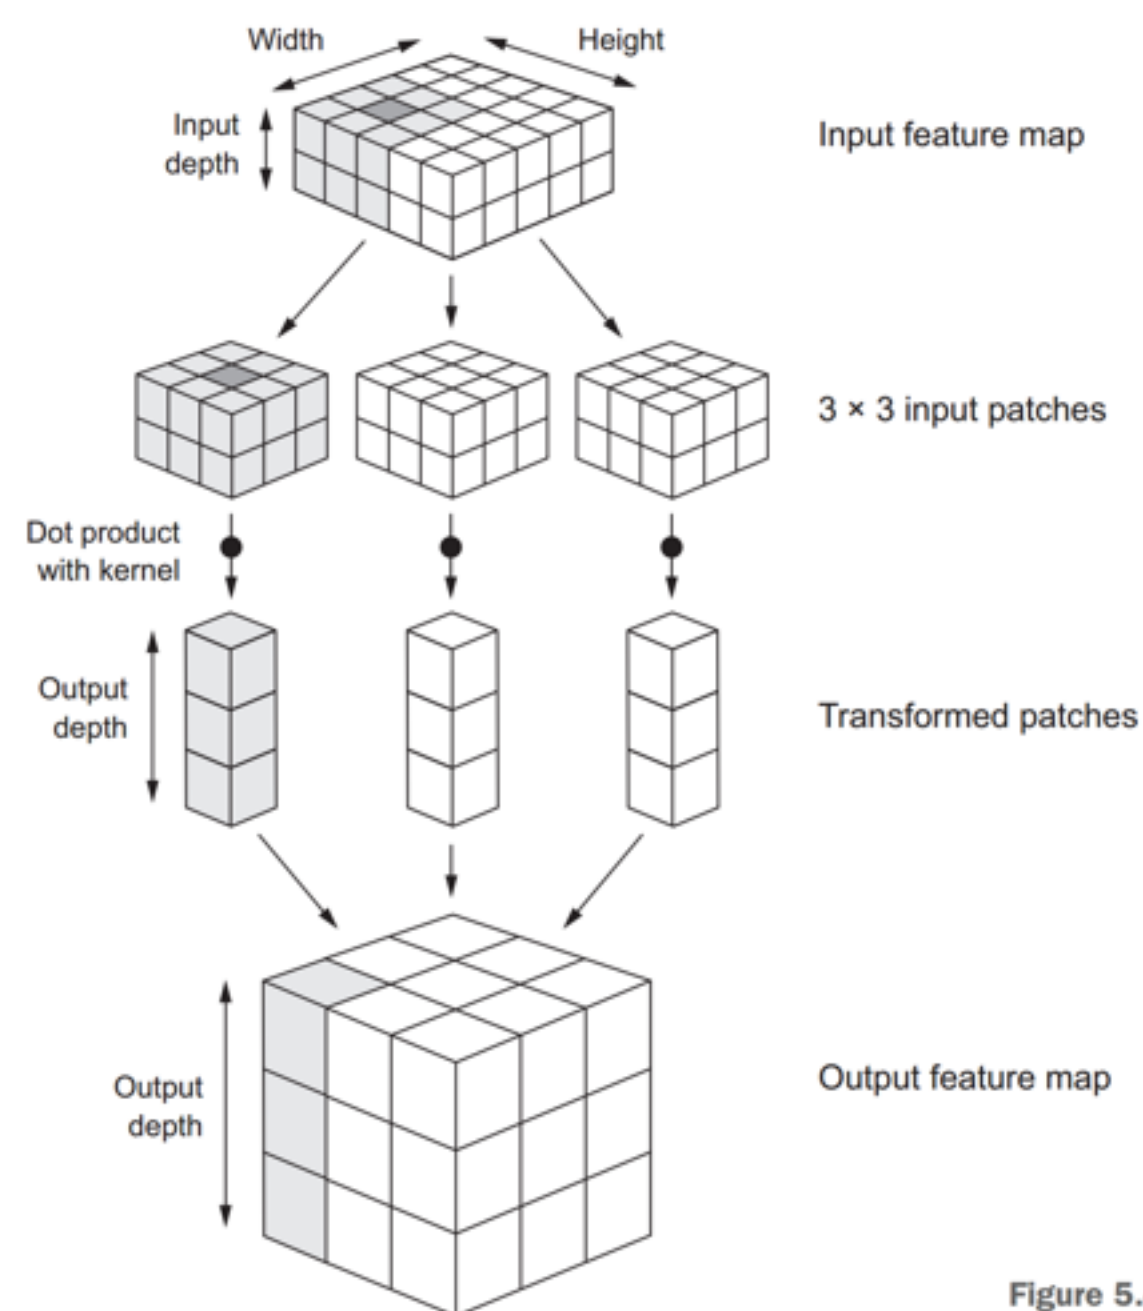 Width
Height
Input
depth
Input feature map
3 × 3 input patches
Dot product
with kernel
Output
depth
Transformed patches
Output
depth
Output feature map
Figure 5.